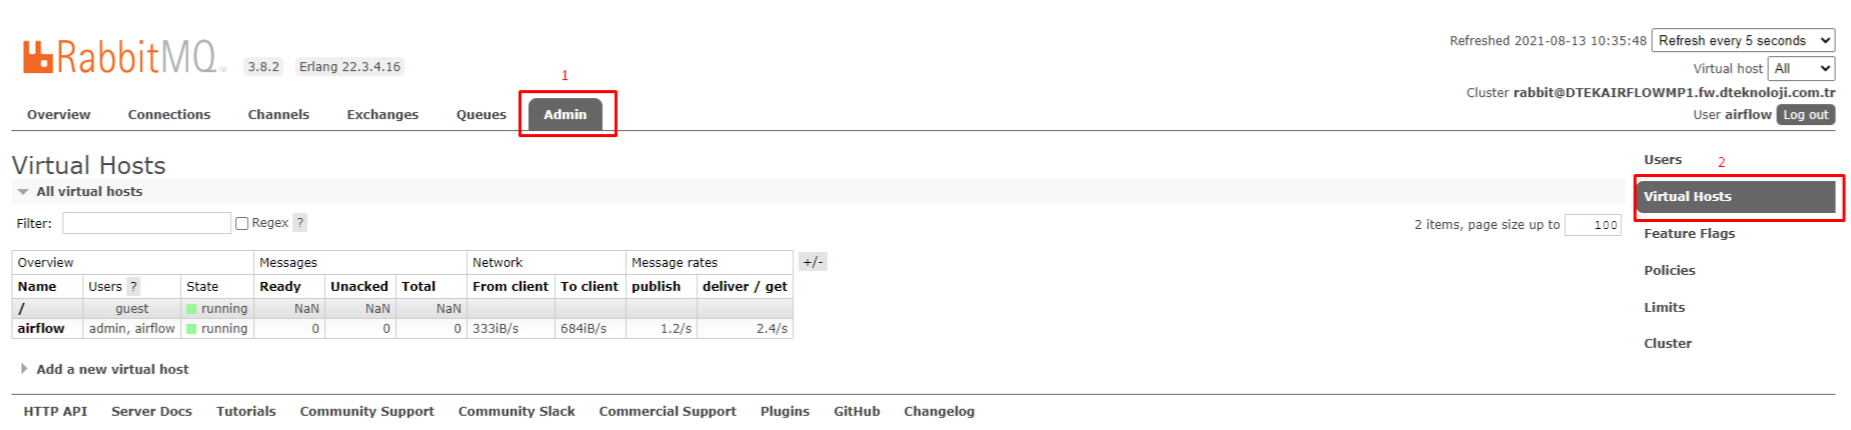 Refreshed 2021-08-13 10:35:48 Refresh every 5 seconds
RabbitMQ TM 3.8.2 Erlang 22.3.4.16
Virtual host All
1
Cluster rabbit@DTEKAIRFLOWMP1.fw.dteknoloji.com.tr
Overview Connections Channels Exchanges Queues Admin
User airflow Log out
Virtual Hosts
All virtual hosts
Filter: Regex ?
2 items, page size up to 100
Overview Messages Network Message rates +/-
Name Users ? State Ready Unacked Total From client To client publish deliver / get
/ guest running NaN NaN NaN
airflow admin, airflow running 0 0 0 333iB/s 684iB/s 1.2/s 2.4/s
Add a new virtual host
Users 2
Virtual Hosts
Feature Flags
Policies
Limits
Cluster
HTTP API Server Docs Tutorials Community Support Community Slack Commercial Support Plugins GitHub Changelog